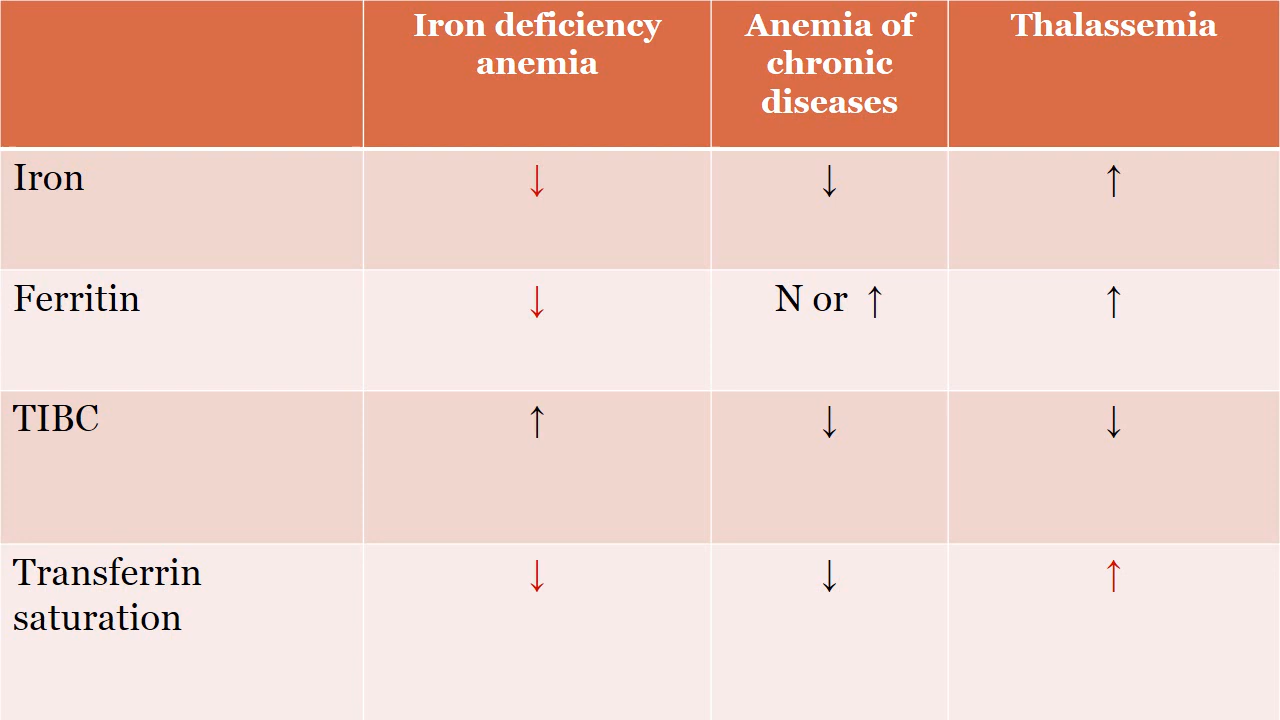 Iron deficiency
anemia
Anemia of
chronic
diseases
Thalassemia
Iron ↓ ↓ ↑
Ferritin ↓ N or ↑ ↑
TIBC ↑ ↓ ↓
Transferrin
saturation ↓ ↓ ↑